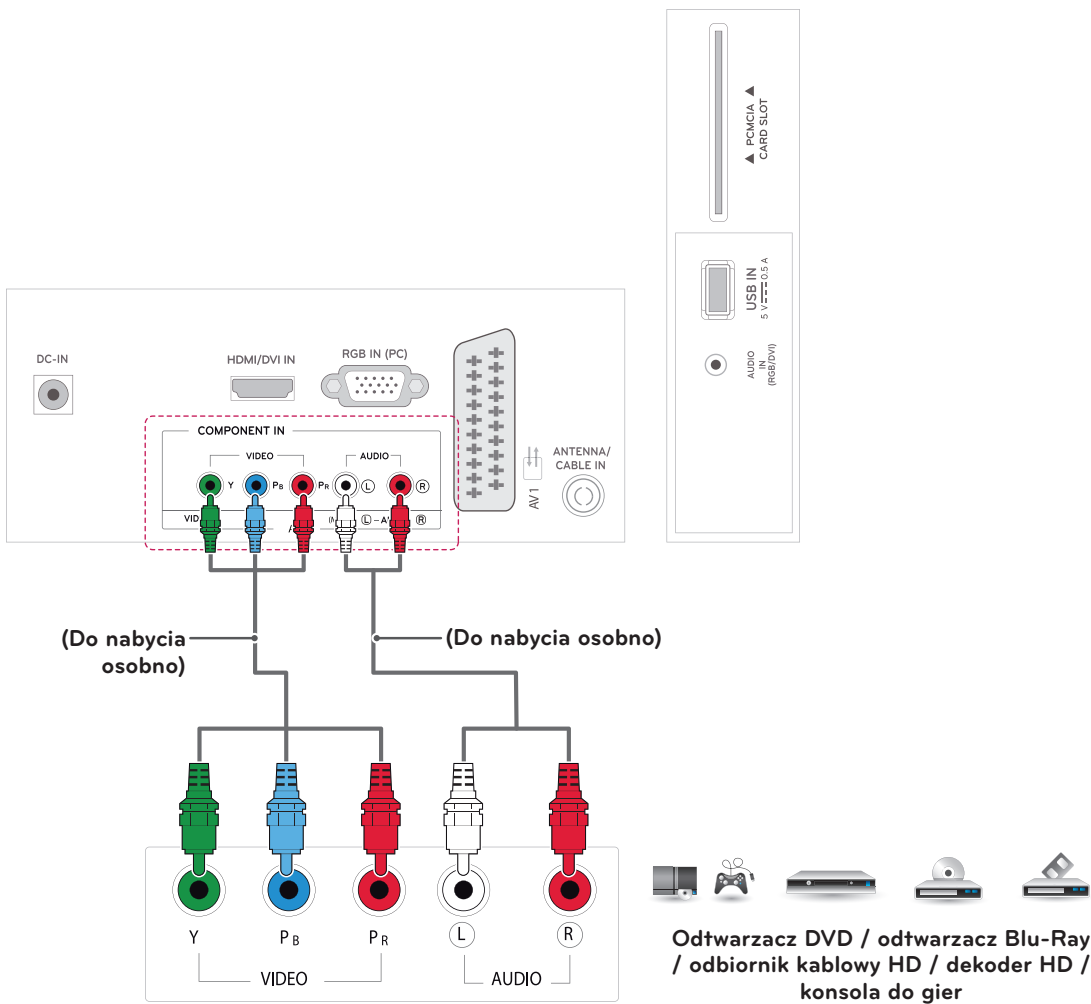 ▲ PCMCIA ▲
CARD SLOT
USB IN
5 V 0.5 A
AUDIO
IN
(RGB/DVI)
DC-IN
HDMI/DVI IN
RGB IN (PC)
COMPONENT IN
VIDEO
AUDIO
Y
PB
PR
L
R
VID
L
R
AV1
ANTENNA/
CABLE IN
(Do nabycia
osobno)
(Do nabycia osobno)
Y
PB
PR
L
R
VIDEO
AUDIO
Odtwarzacz DVD / odtwarzacz Blu-Ray
/ odbiornik kablowy HD / dekoder HD /
konsola do gier